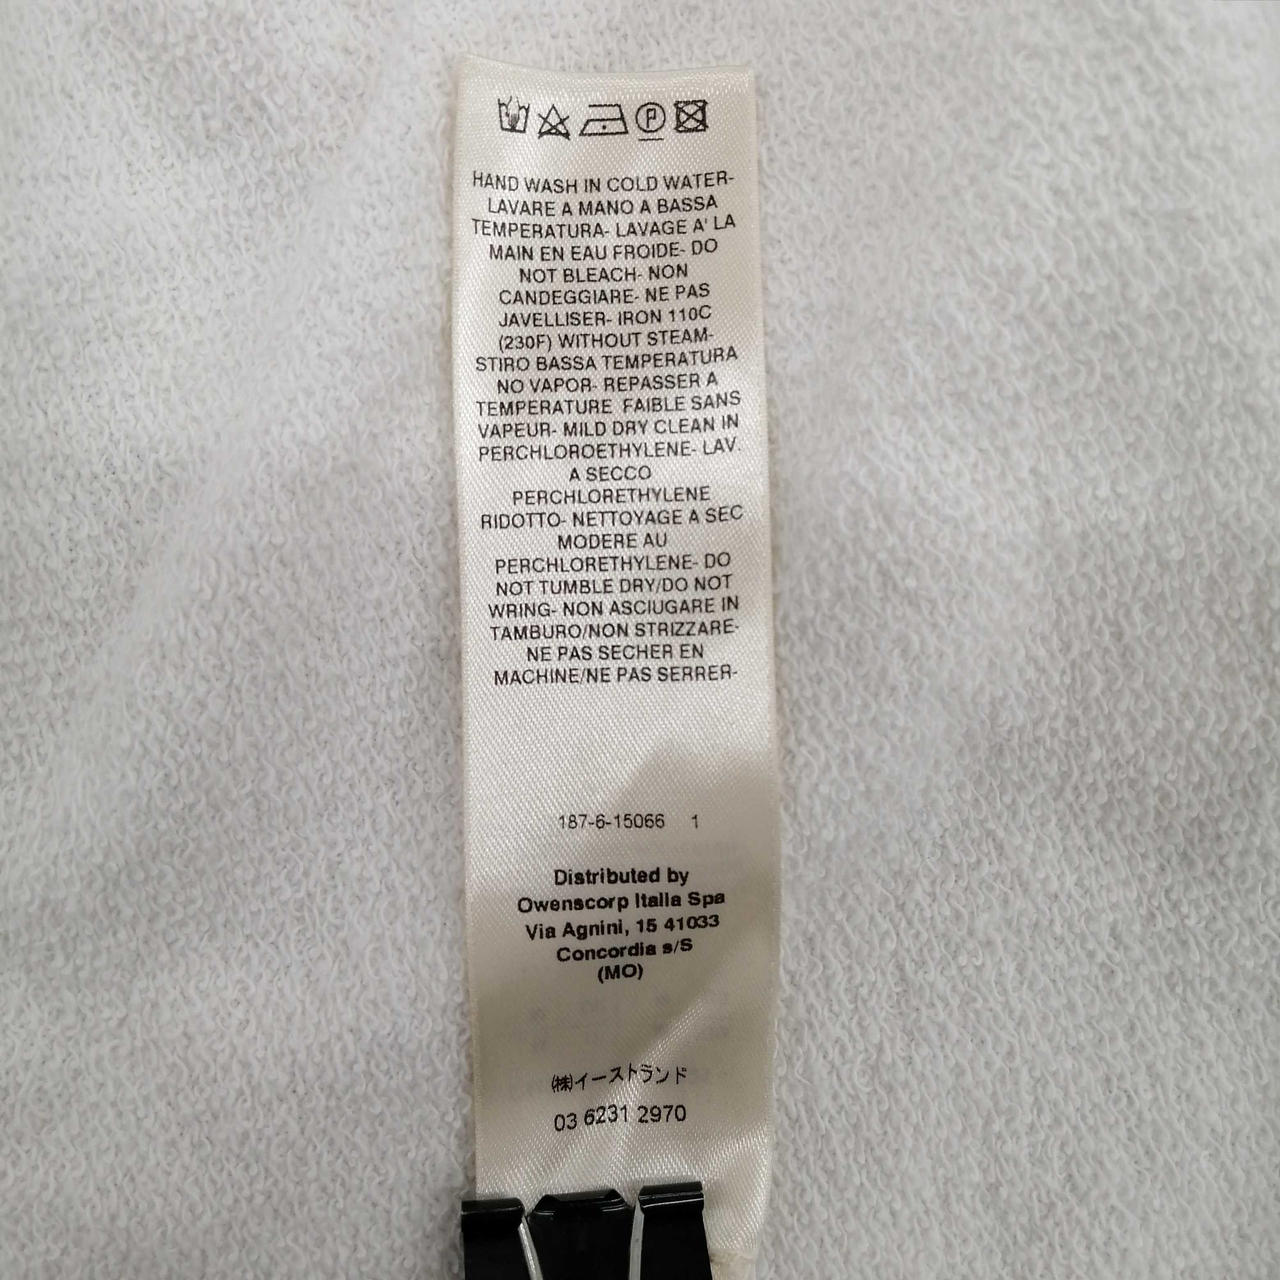 P
HAND WASH IN COLD WATER-
LAVARE A MANO A BASSA
TEMPERATURA- LAVAGE A' LA
MAIN EN EAU FROIDE- DO
NOT BLEACH- NON
CANDEGGIARE- NE PAS
JAVELLISER- IRON 110C
(230F) WITHOUT STEAM-
STIRO BASSA TEMPERATURA
NO VAPOR- REPASSER A
TEMPERATURE FAIBLE SANS
VAPEUR- MILD DRY CLEAN IN
PERCHLOROETHYLENE- LAV.
A SECCO
PERCHLORETHYLENE
RIDOTTO- NETTOYAGE A SEC
MODERE AU
PERCHLORETHYLENE- DO
NOT TUMBLE DRY/DO NOT
WRING- NON ASCIUGARE IN
TAMBURO/NON STRIZZARE-
NE PAS SECHER EN
MACHINE/NE PAS SERRER-
187-6-15066 1
Distributed by
Owenscorp Italia Spa
Via Agnini, 15 41033
Concordia s/S
(MO)
㈱イーストランド
03 6231 2970